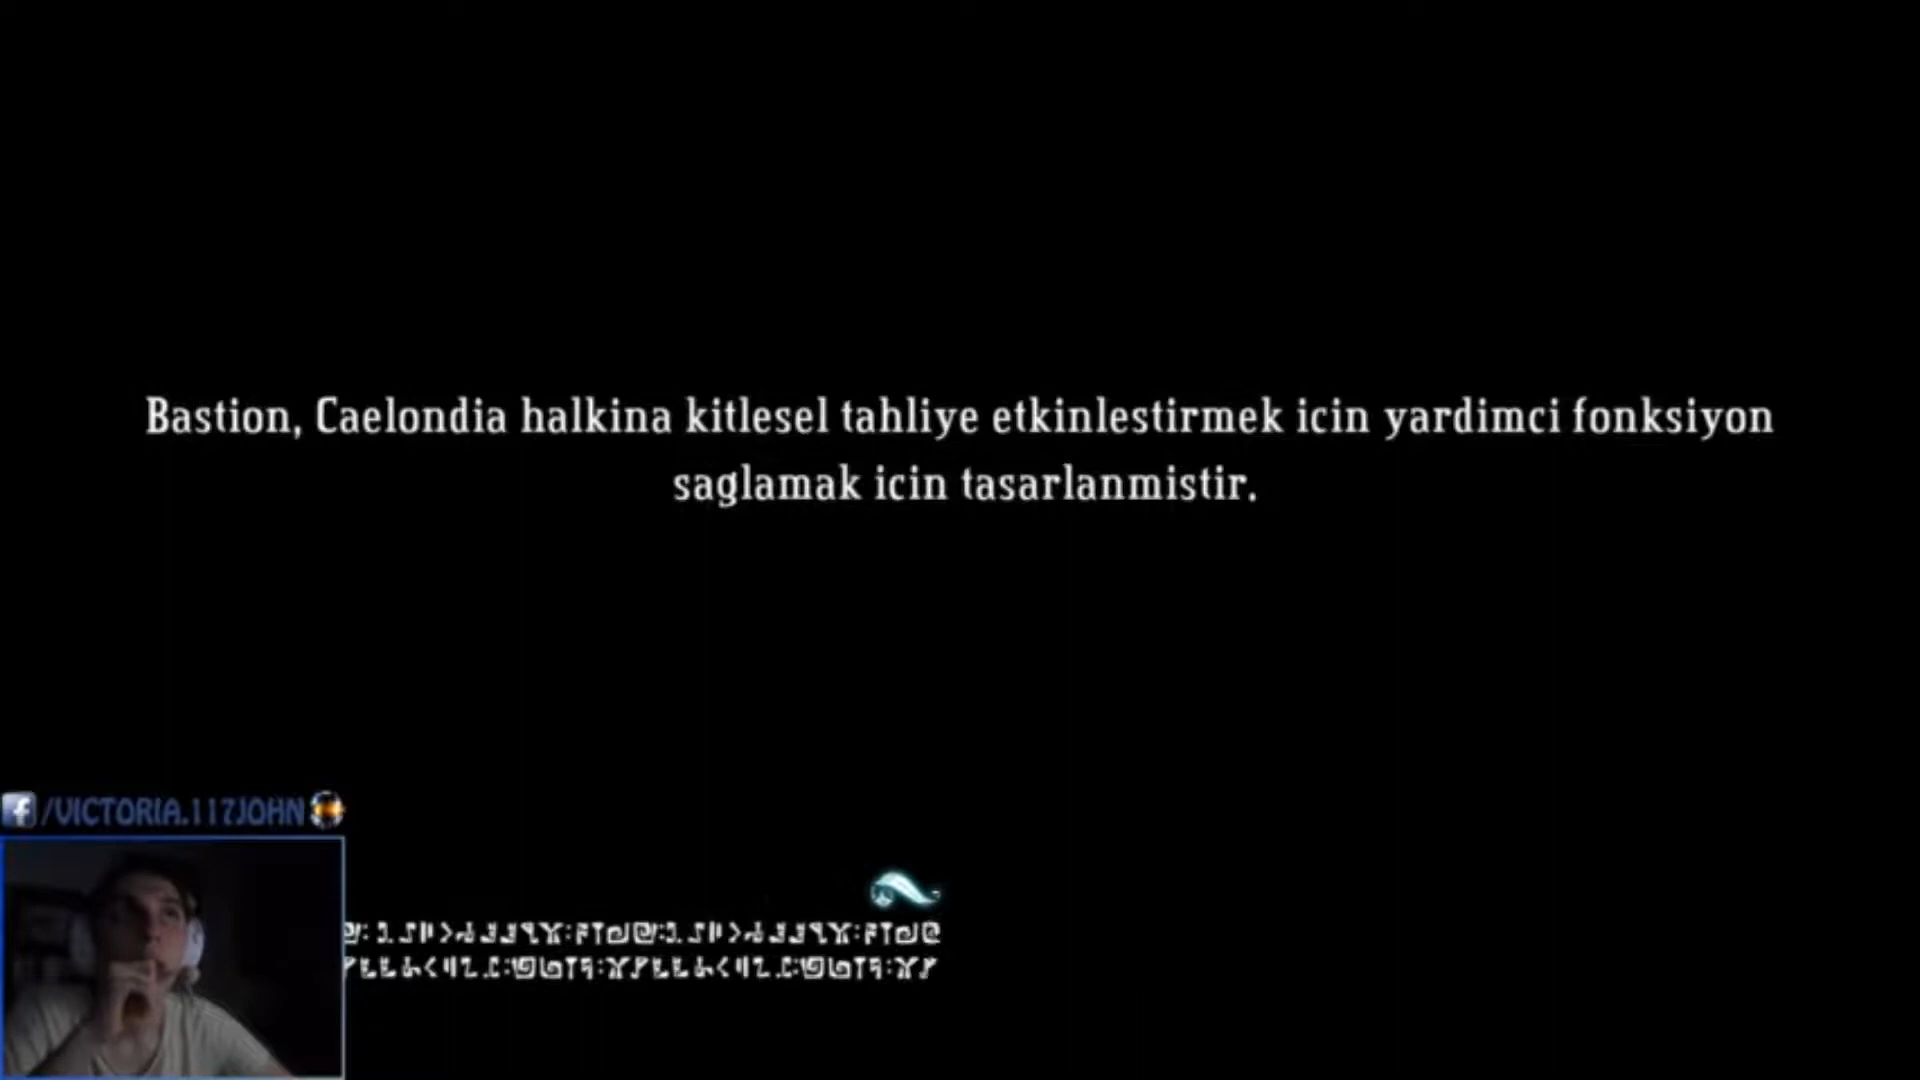 Bastion, Caelondia halkina kitlesel tahliye etkinlestirmek icin yardimci fonksiyon
saglamak icin tasarlanmistir.
/VICTORIA.117JOHN